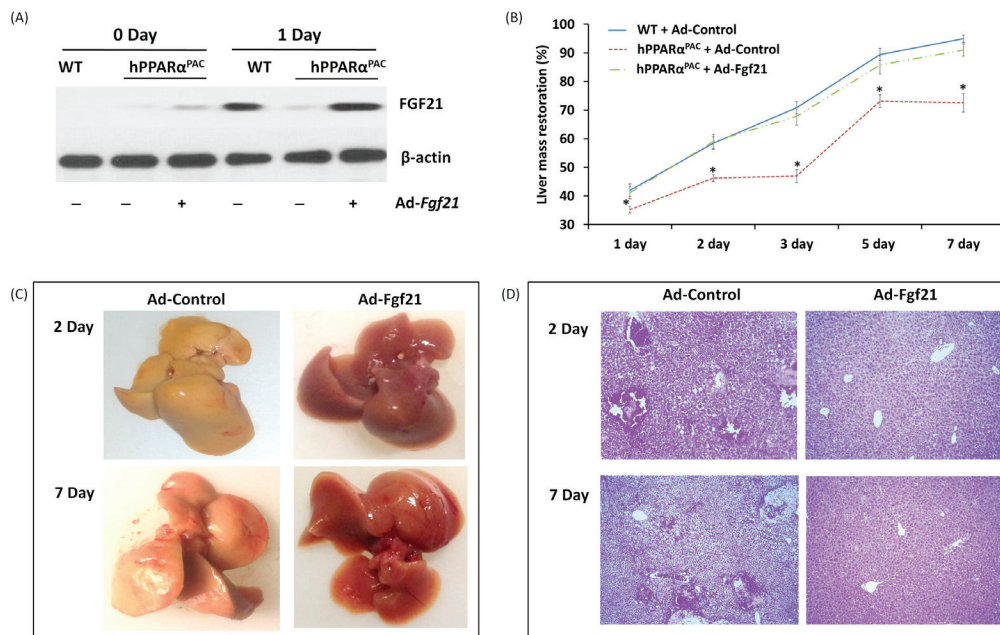 (A)
0 Day 1 Day
WT hPPARα^PAC WT hPPARα^PAC
FGF21
β-actin
– – + – – + Ad-Fgf21
(B)
Liver mass restoration (%)
100
90
80
70
60
50
40
30
WT + Ad-Control
hPPARα^PAC + Ad-Control
hPPARα^PAC + Ad-Fgf21
* * * * *
1 day 2 day 3 day 5 day 7 day
(C)
Ad-Control Ad-Fgf21
2 Day
7 Day
(D)
Ad-Control Ad-Fgf21
2 Day
7 Day